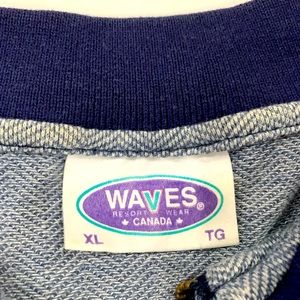 WAVES®
RESORT WEAR
CANADA
XL TG